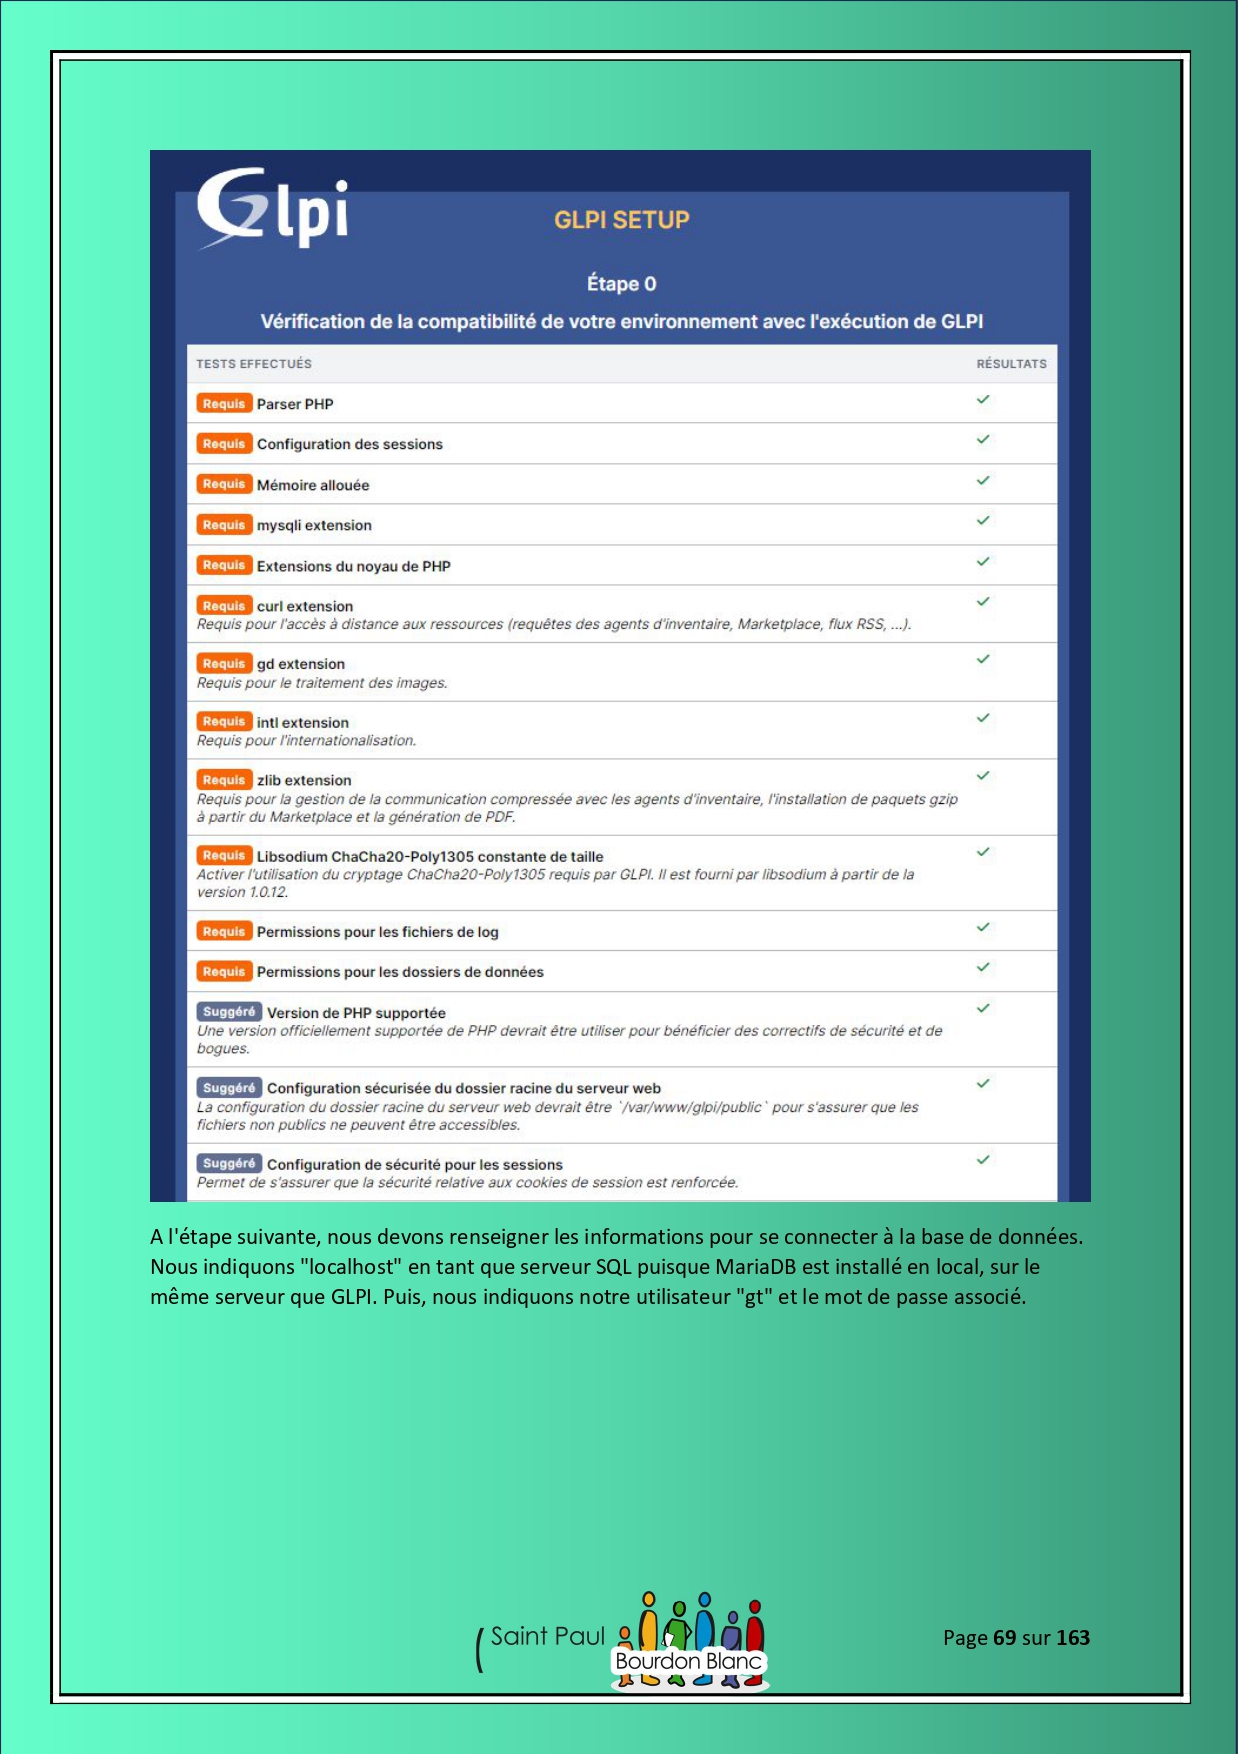 Glpi
GLPI SETUP
Étape 0
Vérification de la compatibilité de votre environnement avec l'exécution de GLPI
TESTS EFFECTUÉS RÉSULTATS
Requis Parser PHP
Requis Configuration des sessions
Requis Mémoire allouée
Requis mysqli extension
Requis Extensions du noyau de PHP
Requis curl extension
Requis pour l'accès à distance aux ressources (requêtes des agents d'inventaire, Marketplace, flux RSS, ...).
Requis gd extension
Requis pour le traitement des images.
Requis intl extension
Requis pour l'internationalisation.
Requis zlib extension
Requis pour la gestion de la communication compressée avec les agents d'inventaire, l'installation de paquets gzip
à partir du Marketplace et la génération de PDF.
Requis Libsodium ChaCha20-Poly1305 constante de taille
Activer l'utilisation du cryptage ChaCha20-Poly1305 requis par GLPI. Il est fourni par libsodium à partir de la
version 1.0.12.
Requis Permissions pour les fichiers de log
Requis Permissions pour les dossiers de données
Suggéré Version de PHP supportée
Une version officiellement supportée de PHP devrait être utiliser pour bénéficier des correctifs de sécurité et de
bogues.
Suggéré Configuration sécurisée du dossier racine du serveur web
La configuration du dossier racine du serveur web devrait être `/var/www/glpi/public` pour s'assurer que les
fichiers non publics ne peuvent être accessibles.
Suggéré Configuration de sécurité pour les sessions
Permet de s'assurer que la sécurité relative aux cookies de session est renforcée.
A l'étape suivante, nous devons renseigner les informations pour se connecter à la base de données.
Nous indiquons "localhost" en tant que serveur SQL puisque MariaDB est installé en local, sur le
même serveur que GLPI. Puis, nous indiquons notre utilisateur "gt" et le mot de passe associé.
Saint Paul
Bourdon Blanc
Page 69 sur 163